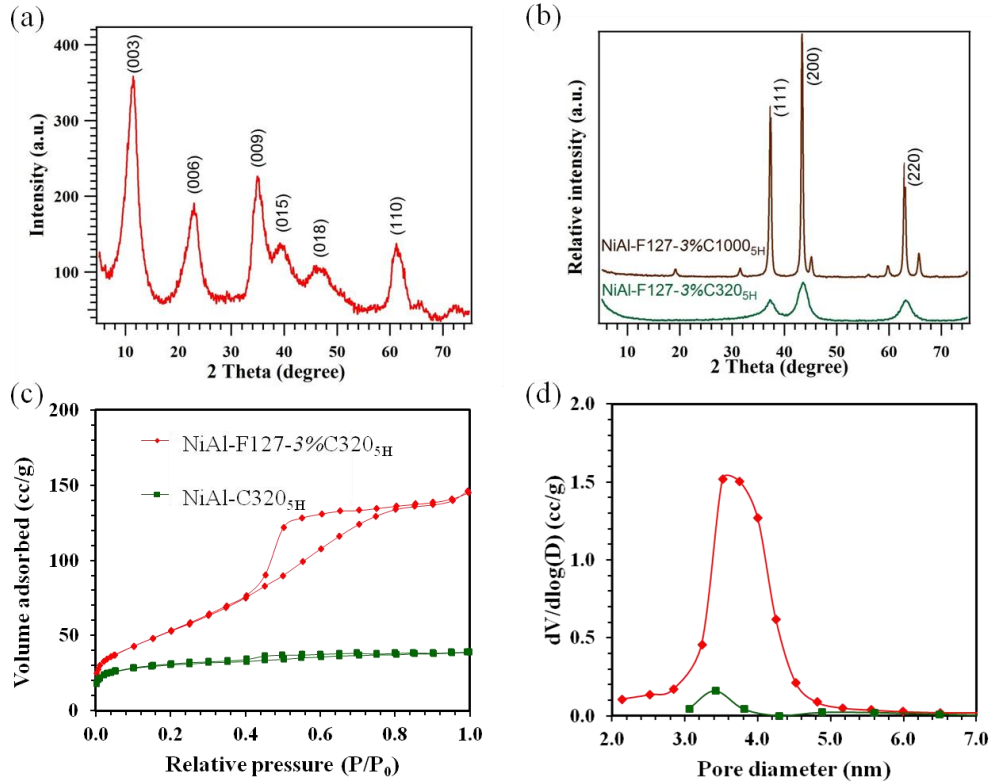 (a)
400
300
200
100
Intensity (a.u.)
(003)
(006)
(009)
(015)
(018)
(110)
10 20 30 40 50 60 70
2 Theta (degree)
(b)
Relative intensity (a.u.)
(111)
(200)
(220)
NiAl-F127-3%C1000₅H
NiAl-F127-3%C320₅H
10 20 30 40 50 60 70
2 Theta (degree)
(c)
200
150
100
50
0
Volume adsorbed (cc/g)
NiAl-F127-3%C320₅H
NiAl-C320₅H
0.0 0.2 0.4 0.6 0.8 1.0
Relative pressure (P/P₀)
(d)
2.0
1.5
1.0
0.5
0.0
dV/dlog(D) (cc/g)
2.0 3.0 4.0 5.0 6.0 7.0
Pore diameter (nm)